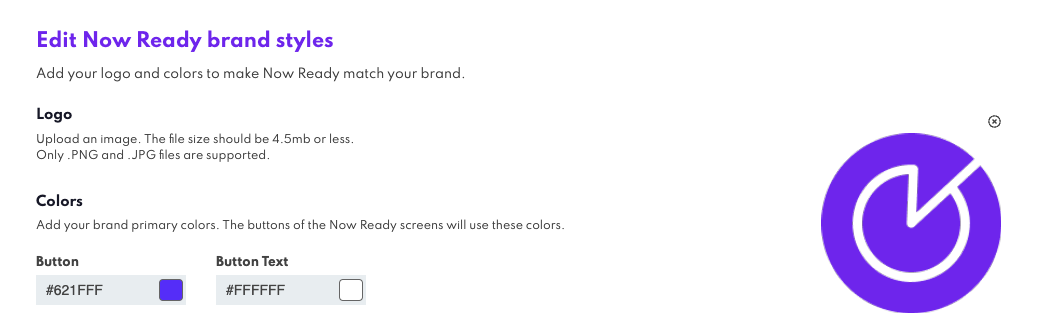 Edit Now Ready brand styles
Add your logo and colors to make Now Ready match your brand.
Logo
Upload an image. The file size should be 4.5mb or less.
Only .PNG and .JPG files are supported.
Colors
Add your brand primary colors. The buttons of the Now Ready screens will use these colors.
Button
Button Text
#621FFF
#FFFFFF